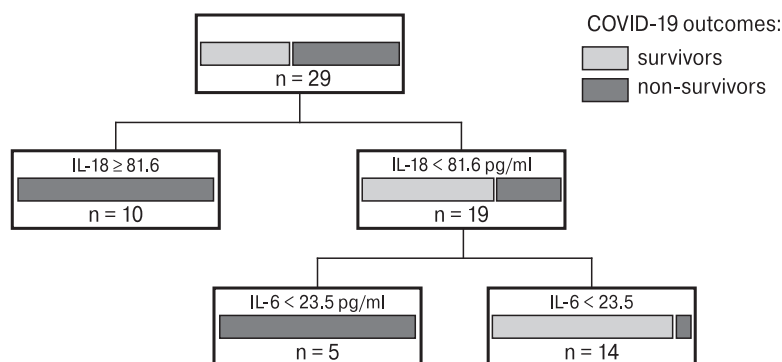 COVID-19 outcomes:
survivors
non-survivors
n = 29
IL-18 ≥ 81.6
n = 10
IL-18 < 81.6 pg/ml
n = 19
IL-6 < 23.5 pg/ml
n = 5
IL-6 < 23.5
n = 14